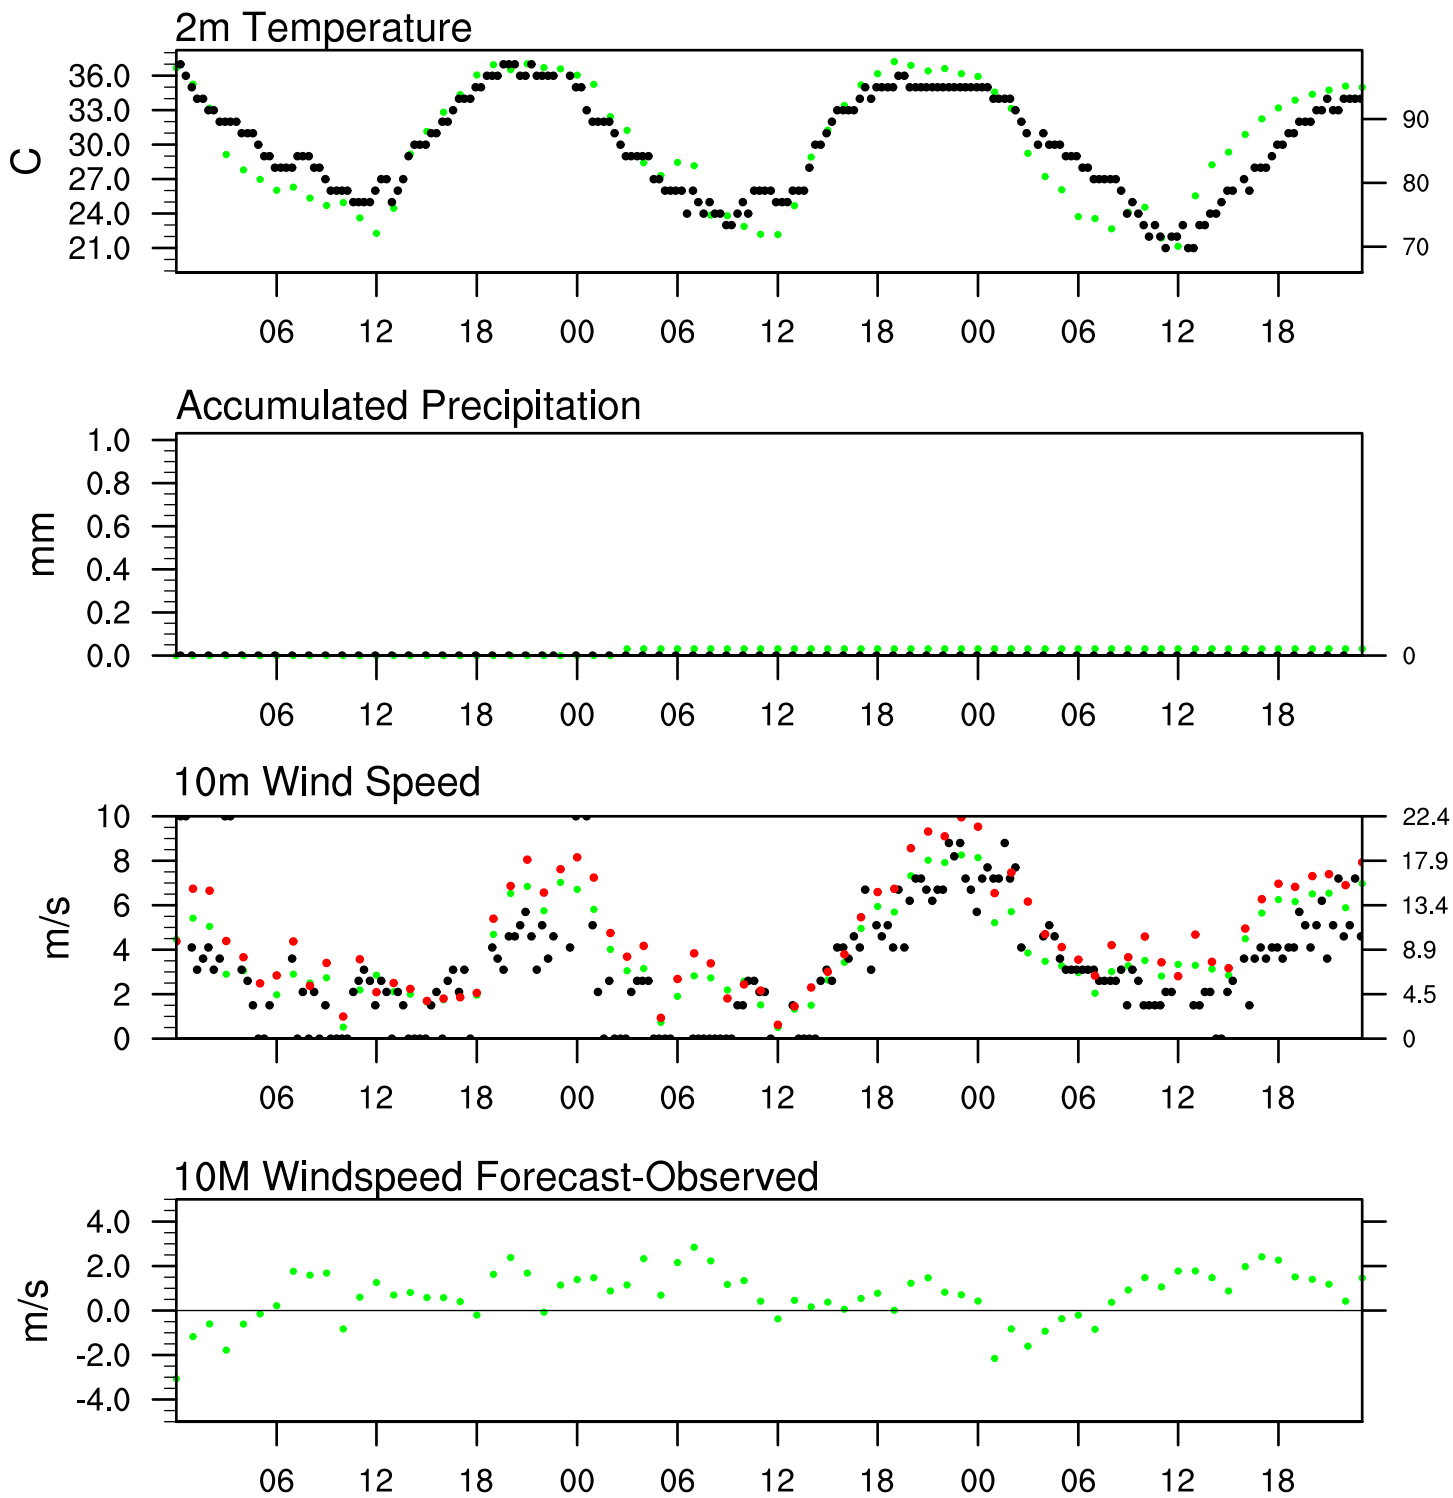 2m Temperature
36.0
33.0
30.0
27.0
24.0
21.0
C
90
80
70
06 12 18 00 06 12 18 00 06 12 18
Accumulated Precipitation
1.0
0.8
0.6
0.4
0.2
0.0
mm
0
06 12 18 00 06 12 18 00 06 12 18
10m Wind Speed
10
8
6
4
2
0
m/s
22.4
17.9
13.4
8.9
4.5
0
06 12 18 00 06 12 18 00 06 12 18
10M Windspeed Forecast-Observed
4.0
2.0
0.0
-2.0
-4.0
m/s
06 12 18 00 06 12 18 00 06 12 18